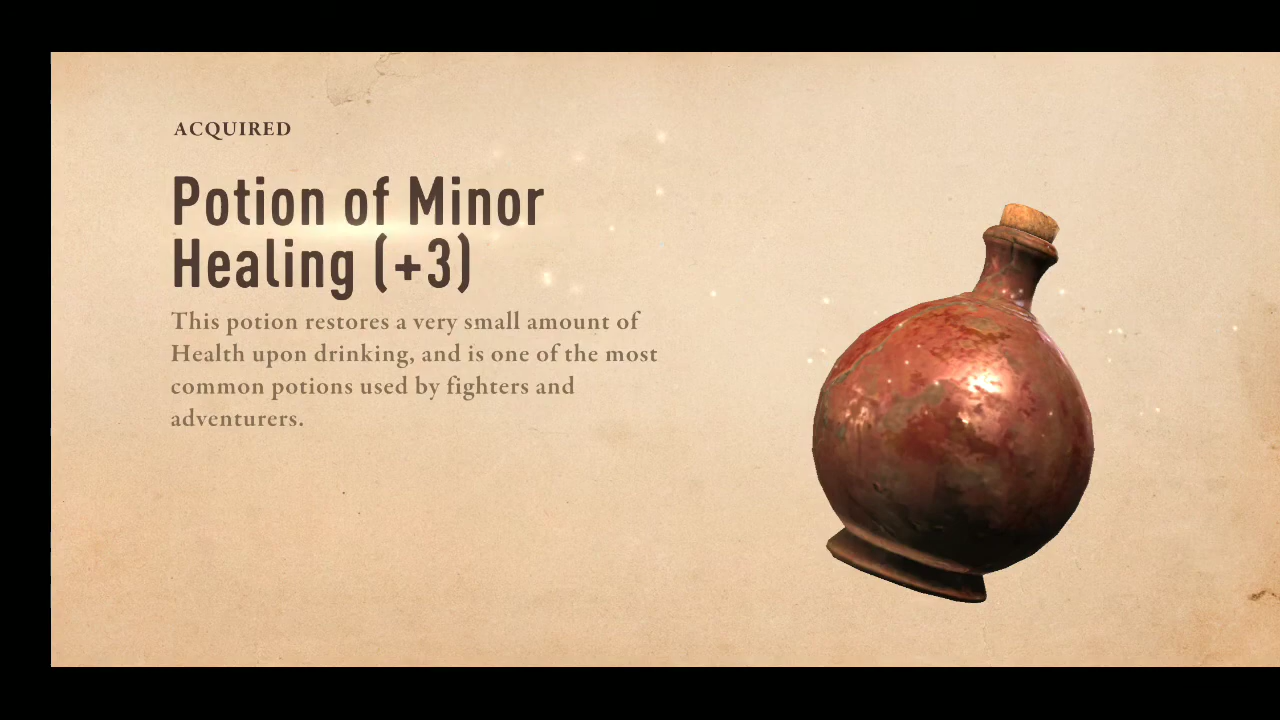 ACQUIRED
Potion of Minor
Healing (+3)
This potion restores a very small amount of
Health upon drinking, and is one of the most
common potions used by fighters and
adventurers.